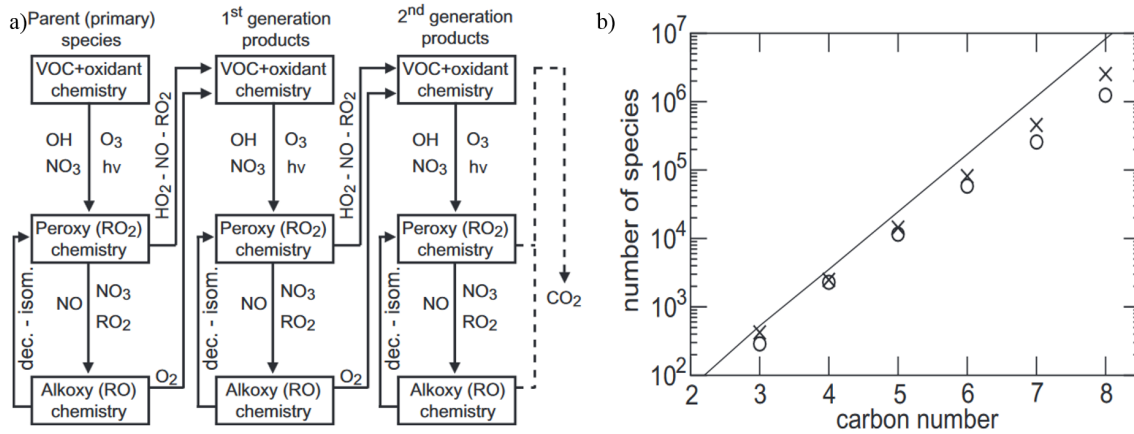 a)
Parent (primary)
species
1st generation
products
2nd generation
products
VOC+oxidant
chemistry
VOC+oxidant
chemistry
VOC+oxidant
chemistry
OH O3
NO3 hν
HO2 - NO - RO2
OH O3
NO3 hν
HO2 - NO - RO2
OH O3
NO3 hν
Peroxy (RO2)
chemistry
Peroxy (RO2)
chemistry
Peroxy (RO2)
chemistry
dec. - isom.
NO NO3
RO2
dec. - isom.
NO NO3
RO2
dec. - isom.
NO NO3
RO2
CO2
Alkoxy (RO)
chemistry
O2
Alkoxy (RO)
chemistry
O2
Alkoxy (RO)
chemistry
b)
number of species
10^7
10^6
10^5
10^4
10^3
10^2
2 3 4 5 6 7 8
carbon number